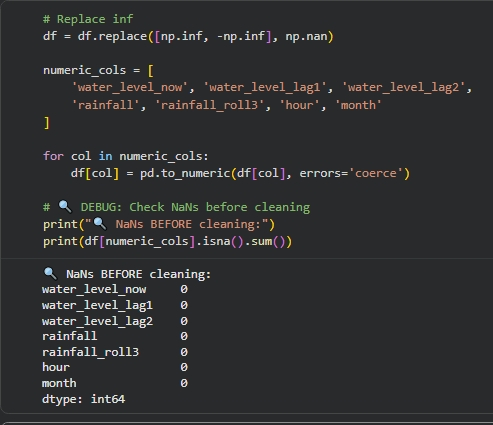 # Replace inf
df = df.replace([np.inf, -np.inf], np.nan)
numeric_cols = [
    'water_level_now', 'water_level_lag1', 'water_level_lag2',
    'rainfall', 'rainfall_roll3', 'hour', 'month'
]
for col in numeric_cols:
    df[col] = pd.to_numeric(df[col], errors='coerce')
# 🔍 DEBUG: Check NaNs before cleaning
print("🔍 NaNs BEFORE cleaning:")
print(df[numeric_cols].isna().sum())
🔍 NaNs BEFORE cleaning:
water_level_now     0
water_level_lag1    0
water_level_lag2    0
rainfall            0
rainfall_roll3      0
hour                0
month               0
dtype: int64